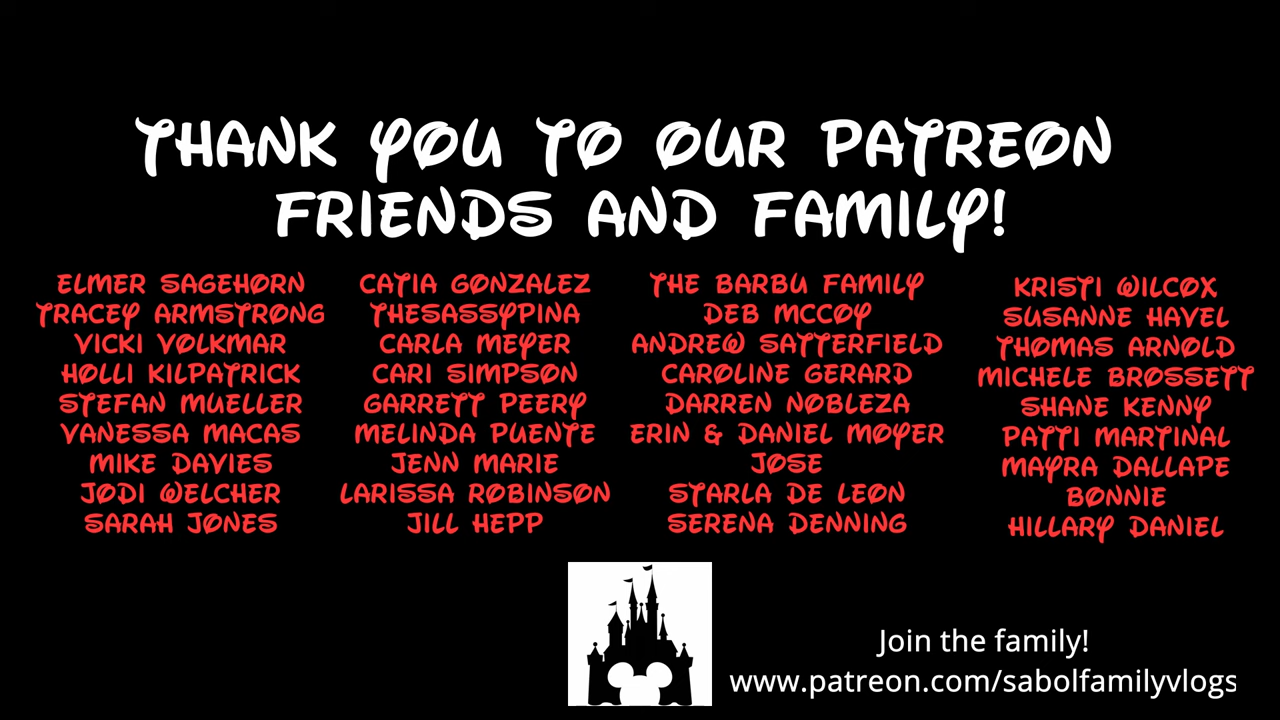 THANK YOU TO OUR PATREON
FRIENDS AND FAMILY!
ELMER SAGEHORN
TRACEY ARMSTRONG
VICKI VOLKMAR
HOLLI KILPATRICK
STEFAN MUELLER
VANESSA MACAS
MIKE DAVIES
JODI WELCHER
SARAH JONES
CATIA GONZALEZ
THESASSYPINA
CARLA MEYER
CARI SIMPSON
GARRETT PEERY
MELINDA PUENTE
JENN MARIE
LARISSA ROBINSON
JILL HEPP
THE BARBU FAMILY
DEB MCCOY
ANDREW SATTERFIELD
CAROLINE GERARD
DARREN NOBLEZA
ERIN & DANIEL MOYER
JOSE
STARLA DE LEON
SERENA DENNING
KRISTI WILCOX
SUSANNE HAVEL
THOMAS ARNOLD
MICHELE BROSSETT
SHANE KENNY
PATTI MARTINAL
MAYRA DALLAPE
BONNIE
HILLARY DANIEL
Join the family!
www.patreon.com/sabolfamilyvlogs